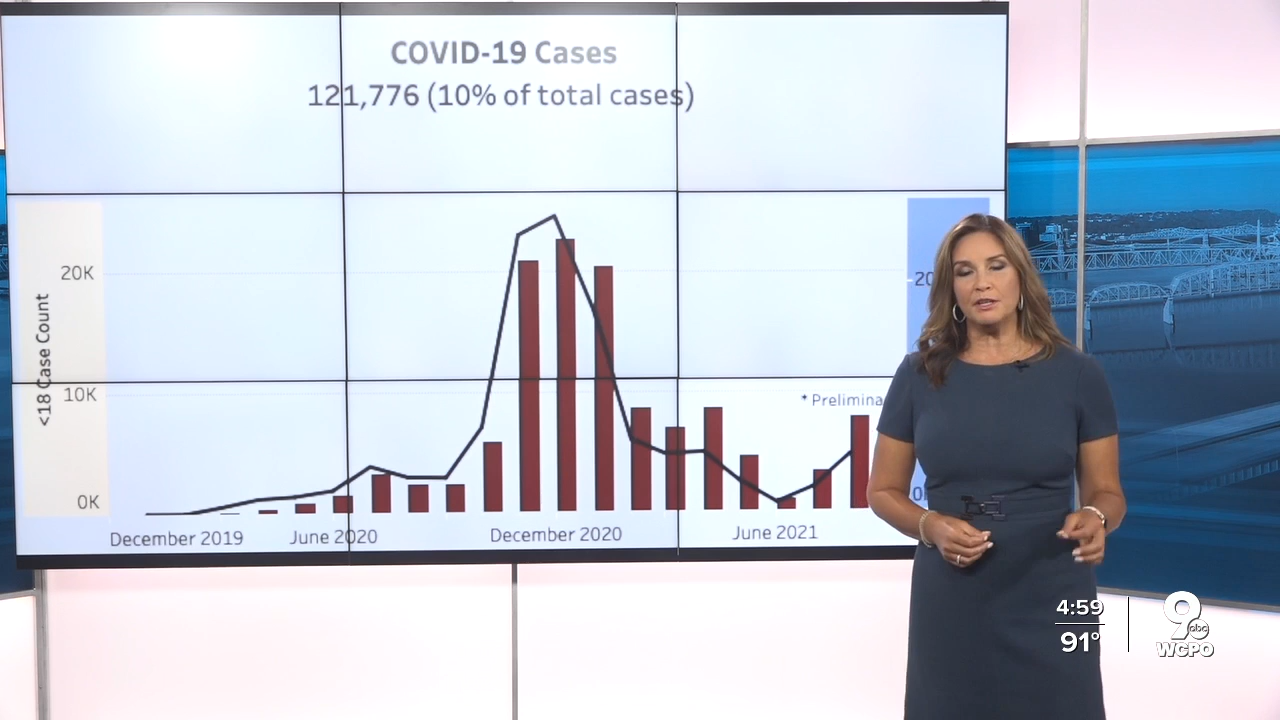 COVID-19 Cases
121,776 (10% of total cases)
<18 Case Count
20K
10K
0K
* Prelimina
December 2019
June 2020
December 2020
June 2021
4:59
91°
9
abc
WCPO